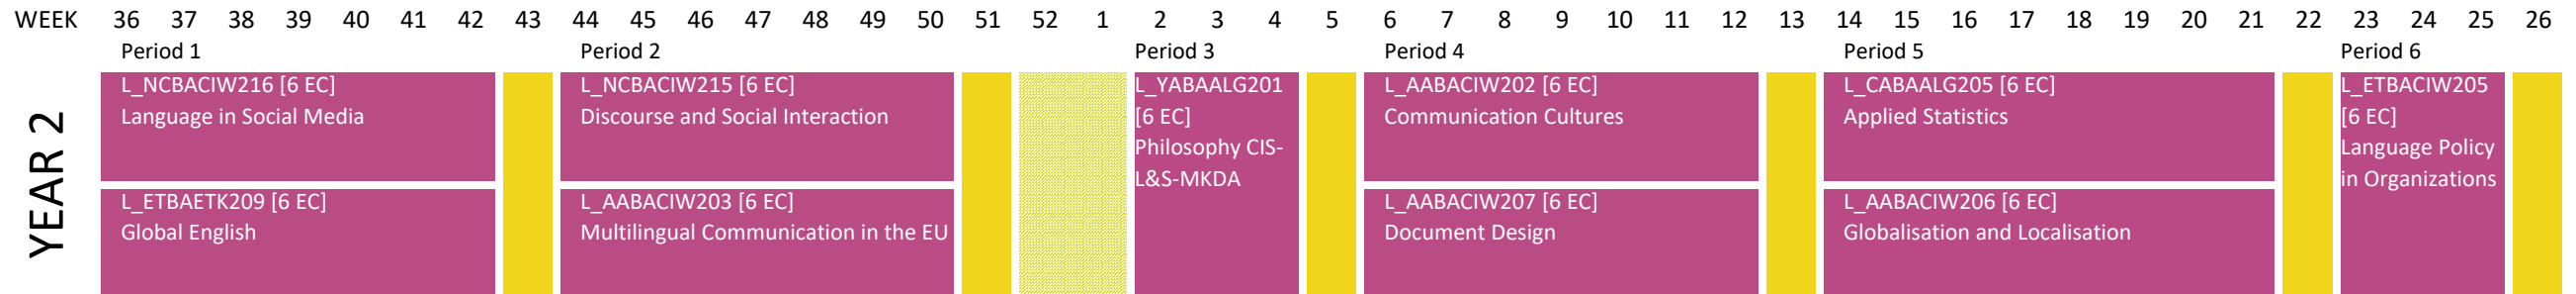 WEEK 36 37 38 39 40 41 42 43 44 45 46 47 48 49 50 51 52 1 2 3 4 5 6 7 8 9 10 11 12 13 14 15 16 17 18 19 20 21 22 23 24 25 26
Period 1 Period 2 Period 3 Period 4 Period 5 Period 6
YEAR 2
L_NCBACIW216 [6 EC]
Language in Social Media
L_ETBAETK209 [6 EC]
Global English
L_NCBACIW215 [6 EC]
Discourse and Social Interaction
L_AABACIW203 [6 EC]
Multilingual Communication in the EU
L_YABAALG201
[6 EC]
Philosophy CIS-
L&S-MKDA
L_AABACIW202 [6 EC]
Communication Cultures
L_AABACIW207 [6 EC]
Document Design
L_CABAALG205 [6 EC]
Applied Statistics
L_AABACIW206 [6 EC]
Globalisation and Localisation
L_ETBACIW205
[6 EC]
Language Policy
in Organizations